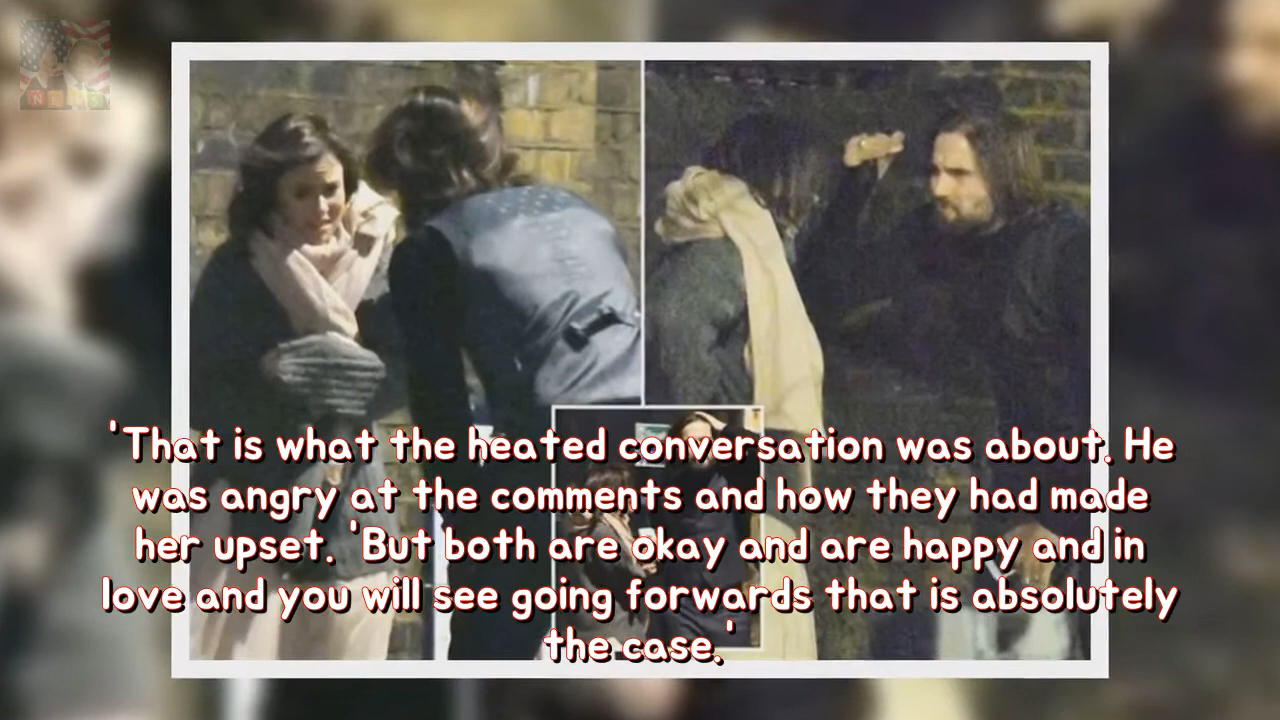 'That is what the heated conversation was about. He
was angry at the comments and how they had made
her upset. 'But both are okay and are happy and in
love and you will see going forwards that is absolutely
the case.'